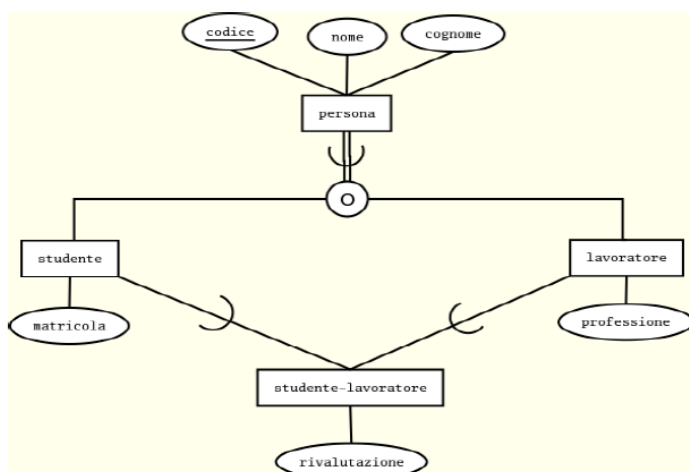 codice
nome
cognome
persona
O
studente
lavoratore
matricola
professione
studente-lavoratore
rivalutazione